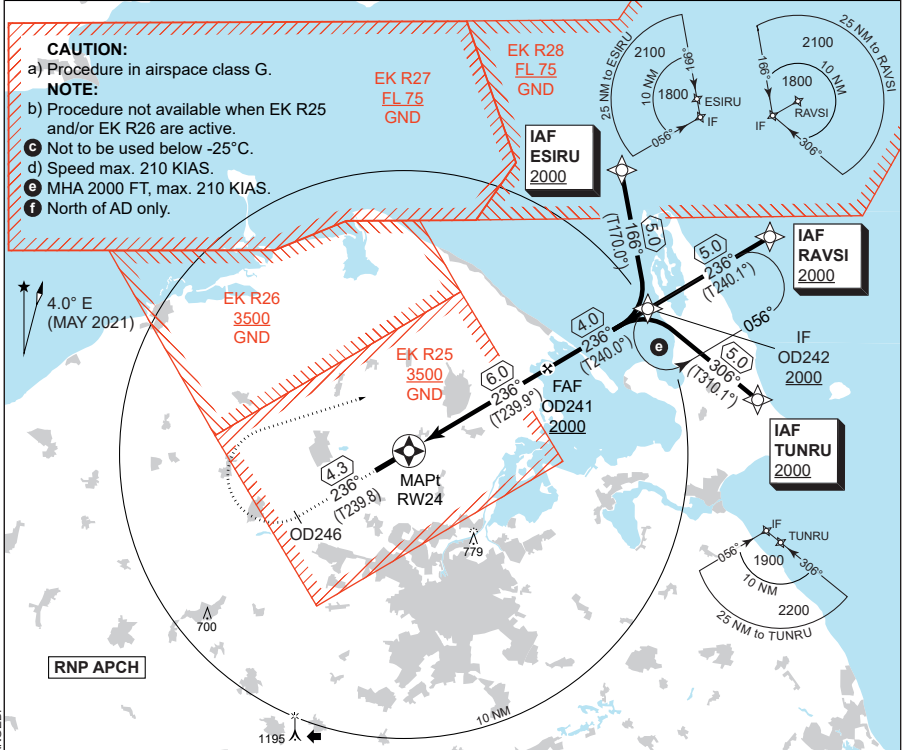 CAUTION:
a) Procedure in airspace class G.
NOTE:
b) Procedure not available when EK R25
and/or EK R26 are active.
c Not to be used below -25°C.
d) Speed max. 210 KIAS.
e MHA 2000 FT, max. 210 KIAS.
f North of AD only.
EK R27
FL 75
GND
EK R28
FL 75
GND
25 NM to ESIRU
2100
166°
10 NM
1800
ESIRU
IF
056°
25 NM to RAVSI
2100
166°
10 NM
1800
RAVSI
IF
306°
IAF
ESIRU
2000
5.0
166°
(T170.0°)
IAF
RAVSI
2000
5.0
236°
(T240.1°)
056°
4.0° E
(MAY 2021)
EK R26
3500
GND
EK R25
3500
GND
4.0
236°
(T240.0°)
e
IF
OD242
2000
5.0
306°
(T310.1°)
6.0
236°
(T239.9°)
FAF
OD241
2000
IAF
TUNRU
2000
4.3
236°
(T239.8)
MAPt
RW24
OD246
779
IF
TUNRU
056°
306°
1900
10 NM
2200
25 NM to TUNRU
700
RNP APCH
10 NM
1195